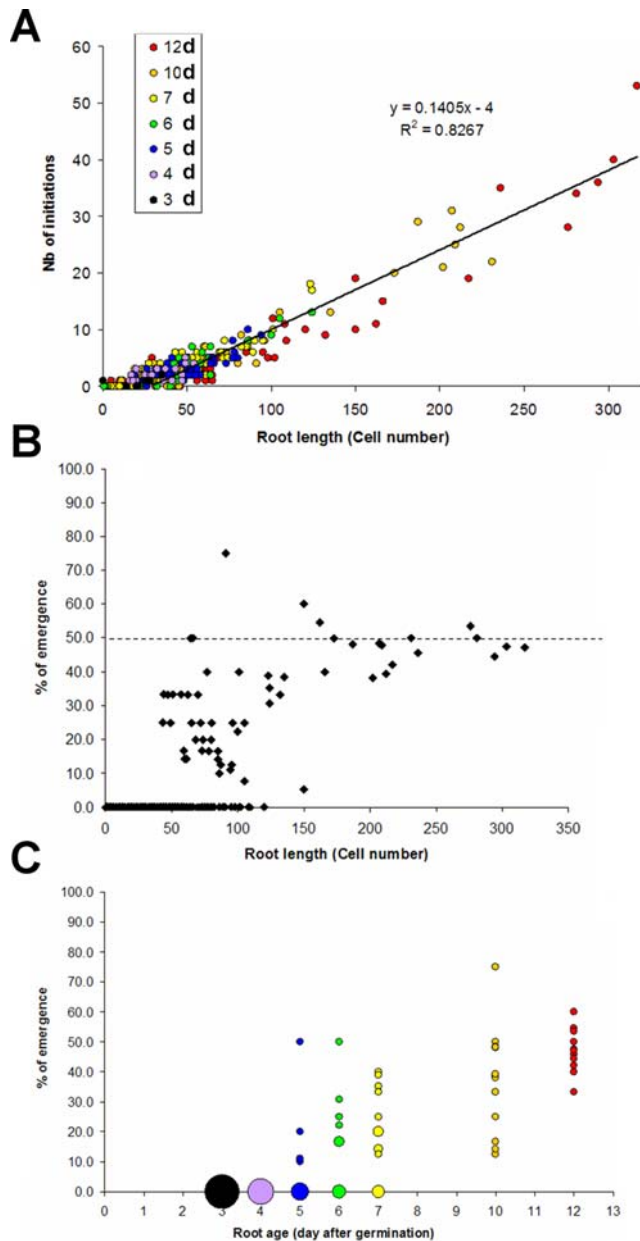 A
12 d
10 d
7 d
6 d
5 d
4 d
3 d
y = 0.1405x - 4
R² = 0.8267
Nb of initiations
60
50
40
30
20
10
0
0 50 100 150 200 250 300
Root length (Cell number)
B
% of emergence
100.0
90.0
80.0
70.0
60.0
50.0
40.0
30.0
20.0
10.0
0.0
0 50 100 150 200 250 300 350
Root length (Cell number)
C
% of emergence
100.0
90.0
80.0
70.0
60.0
50.0
40.0
30.0
20.0
10.0
0.0
0 1 2 3 4 5 6 7 8 9 10 11 12 13
Root age (day after germination)